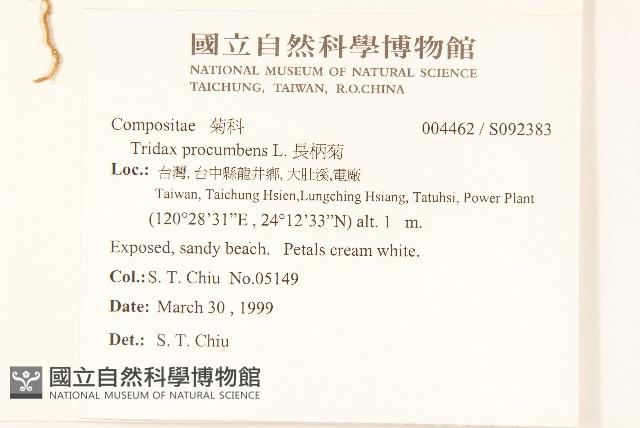 國立自然科學博物館
NATIONAL MUSEUM OF NATURAL SCIENCE
TAICHUNG, TAIWAN, R.O.CHINA
Compositae 菊科 004462 / S092383
Tridax procumbens L. 長柄菊
Loc.: 台灣, 台中縣龍井鄉, 大肚溪,電廠
Taiwan, Taichung Hsien,Lungching Hsiang, Tatuhsi, Power Plant
(120°28’31”E , 24°12’33”N) alt. 1 m.
Exposed, sandy beach. Petals cream white.
Col.: S. T. Chiu No.05149
Date: March 30 , 1999
Det.: S. T. Chiu
國立自然科學博物館
NATIONAL MUSEUM OF NATURAL SCIENCE